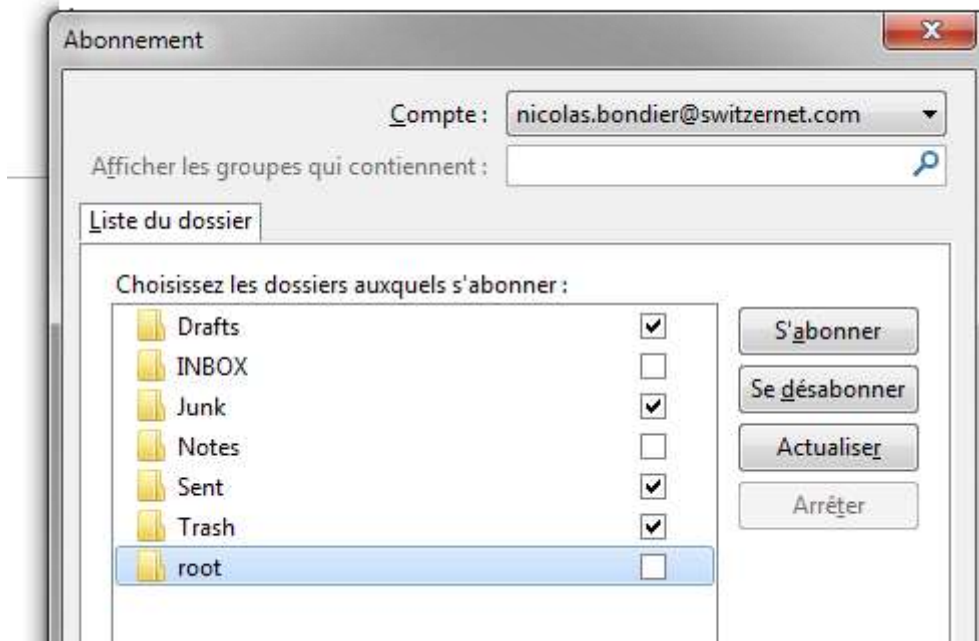 Abonnement
Compte : nicolas.bondier@switzernet.com
Afficher les groupes qui contiennent :
Liste du dossier
Choisissez les dossiers auxquels s'abonner :
Drafts
INBOX
Junk
Notes
Sent
Trash
root
S'abonner
Se désabonner
Actualiser
Arrêter